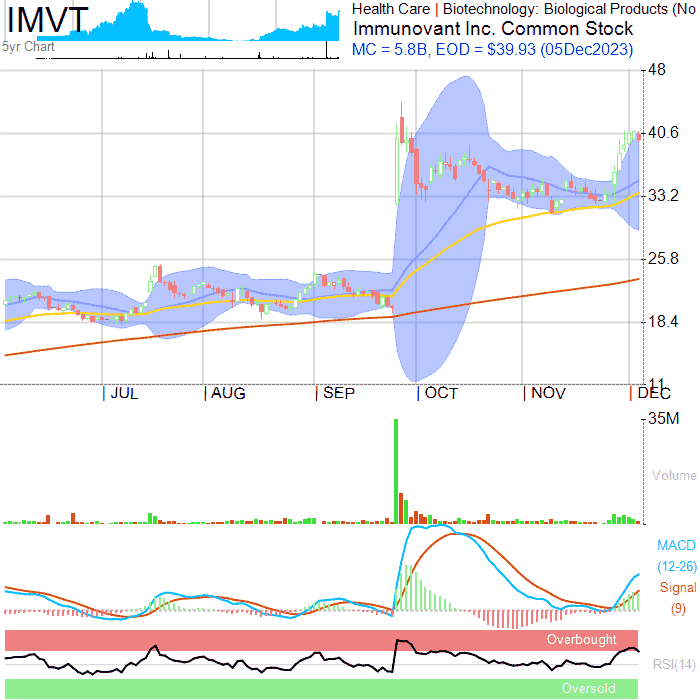 IMVT
5yr Chart
Health Care | Biotechnology: Biological Products (No
Immunovant Inc. Common Stock
MC = 5.8B, EOD = $39.93 (05Dec2023)
48
40.6
33.2
25.8
18.4
11
JUL AUG SEP OCT NOV DEC
35M
Volume
MACD
(12-26)
Signal
(9)
Overbought
RSI(14)
Oversold